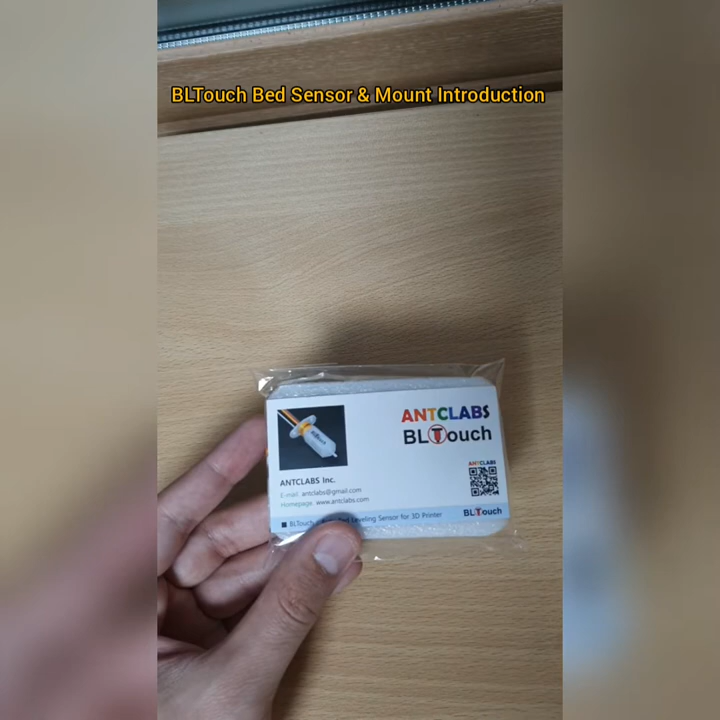 BLTouch Bed Sensor & Mount Introduction
ANTCLABS
BLTouch
ANTCLABS Inc.
E-mail. antclabs@gmail.com
Homepage. www.antclabs.com
ANTCLABS
■ BLTouch : Leveling Sensor for 3D Printer
BLTouch